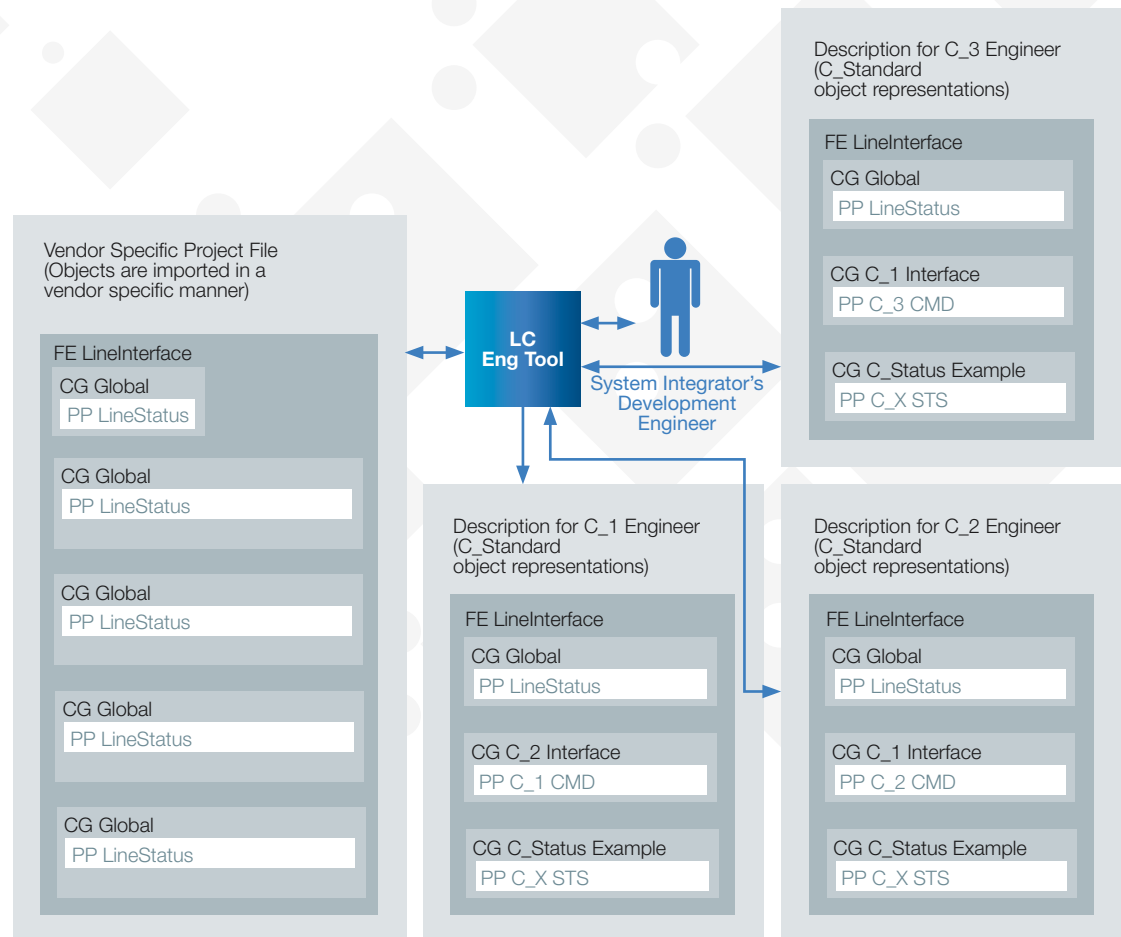 Vendor Specific Project File
(Objects are imported in a
vendor specific manner)
FE LineInterface
CG Global
PP LineStatus
CG Global
PP LineStatus
CG Global
PP LineStatus
CG Global
PP LineStatus
CG Global
PP LineStatus
LC
Eng Tool
System Integrator's
Development
Engineer
Description for C_3 Engineer
(C_Standard
object representations)
FE LineInterface
CG Global
PP LineStatus
CG C_1 Interface
PP C_3 CMD
CG C_Status Example
PP C_X STS
Description for C_1 Engineer
(C_Standard
object representations)
FE LineInterface
CG Global
PP LineStatus
CG C_2 Interface
PP C_1 CMD
CG C_Status Example
PP C_X STS
Description for C_2 Engineer
(C_Standard
object representations)
FE LineInterface
CG Global
PP LineStatus
CG C_1 Interface
PP C_2 CMD
CG C_Status Example
PP C_X STS